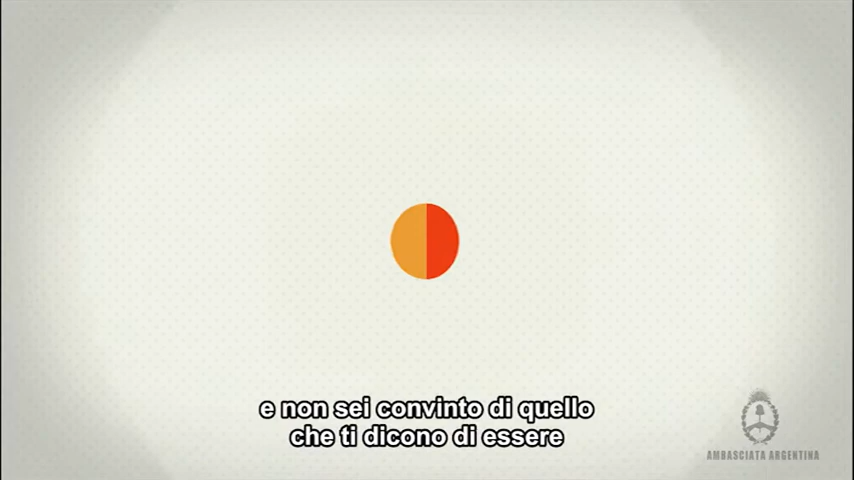 e non sei convinto di quello
che ti dicono di essere
AMBASCIATA ARGENTINA